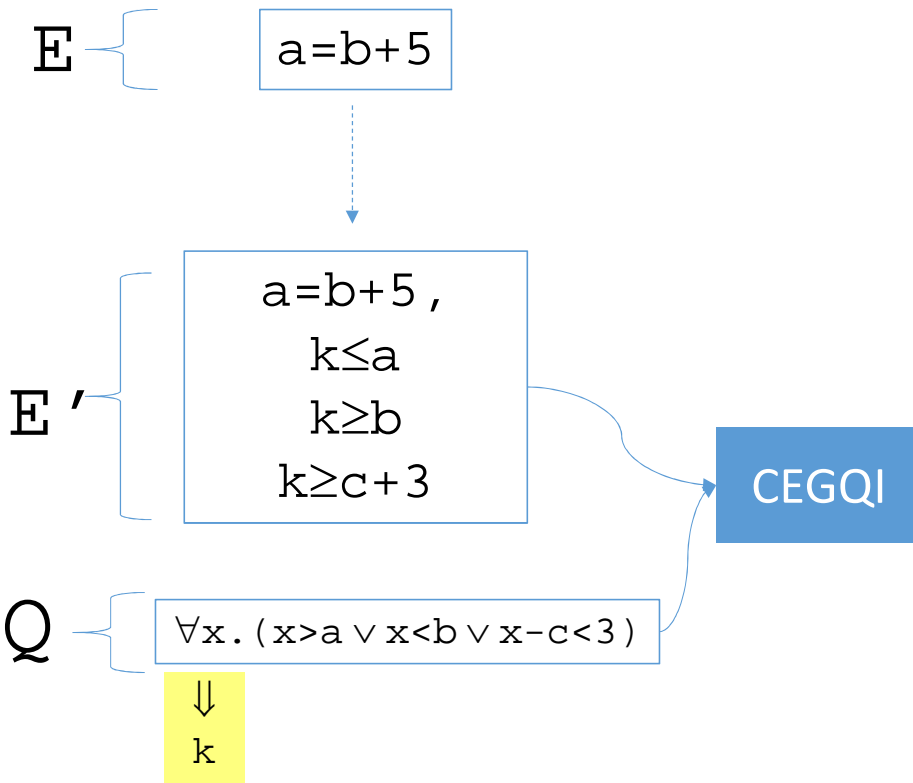 E
a=b+5
a=b+5,
k≤a
k≥b
k≥c+3
E'
CEGQI
Q
∀x.(x>a∨x<b∨x-c<3)
⇓
k